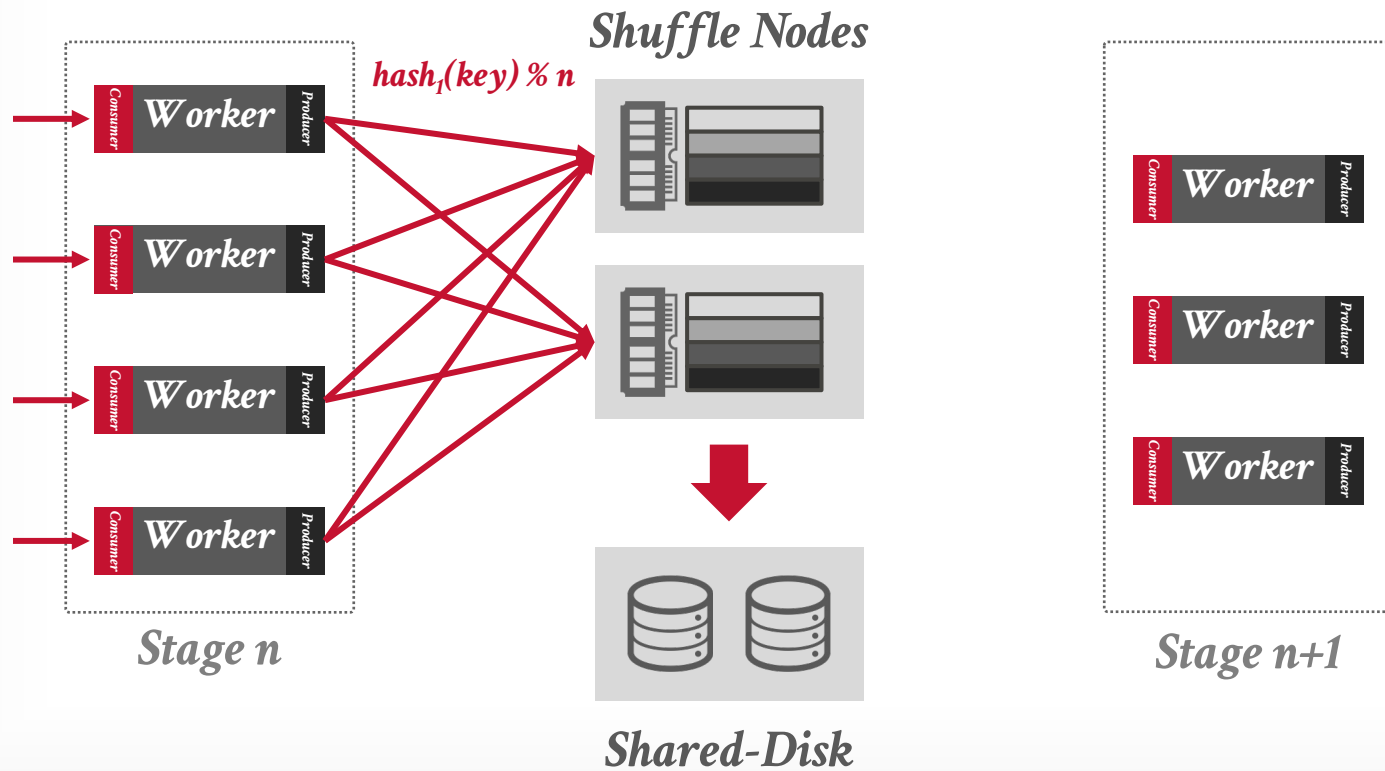 Shuffle Nodes
hash₁(key) % n
Consumer Worker Producer
Consumer Worker Producer
Consumer Worker Producer
Consumer Worker Producer
Stage n
Shared-Disk
Consumer Worker Producer
Consumer Worker Producer
Consumer Worker Producer
Stage n+1